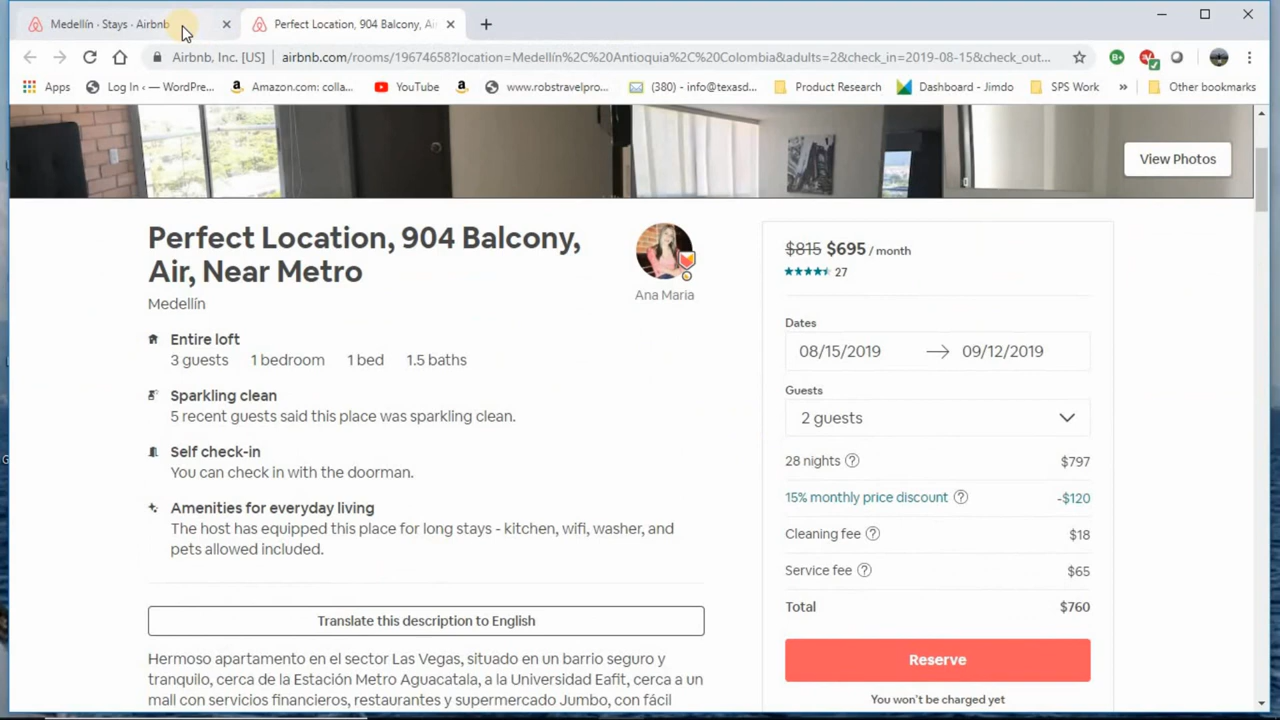 Medellín · Stays · Airbnb
Perfect Location, 904 Balcony, Ai
Airbnb, Inc. [US]
airbnb.com/rooms/19674658?location=Medellín%2C%20Antioquia%2C%20Colombia&adults=2&check_in=2019-08-15&check_out...
Apps
Log In ‹ — WordPre...
Amazon.com: colla...
YouTube
www.robstravelpro...
(380) - info@texasd...
Product Research
Dashboard - Jimdo
SPS Work
»
Other bookmarks
View Photos
Perfect Location, 904 Balcony,
Air, Near Metro
Medellín
Ana Maria
Entire loft
3 guests 1 bedroom 1 bed 1.5 baths
Sparkling clean
5 recent guests said this place was sparkling clean.
Self check-in
You can check in with the doorman.
Amenities for everyday living
The host has equipped this place for long stays - kitchen, wifi, washer, and
pets allowed included.
Translate this description to English
Hermoso apartamento en el sector Las Vegas, situado en un barrio seguro y
tranquilo, cerca de la Estación Metro Aguacatala, a la Universidad Eafit, cerca a un
mall con servicios financieros, restaurantes y supermercado Jumbo, con fácil
$815 $695 / month
27
Dates
08/15/2019 → 09/12/2019
Guests
2 guests
28 nights ? $797
15% monthly price discount ? -$120
Cleaning fee ? $18
Service fee ? $65
Total $760
Reserve
You won't be charged yet